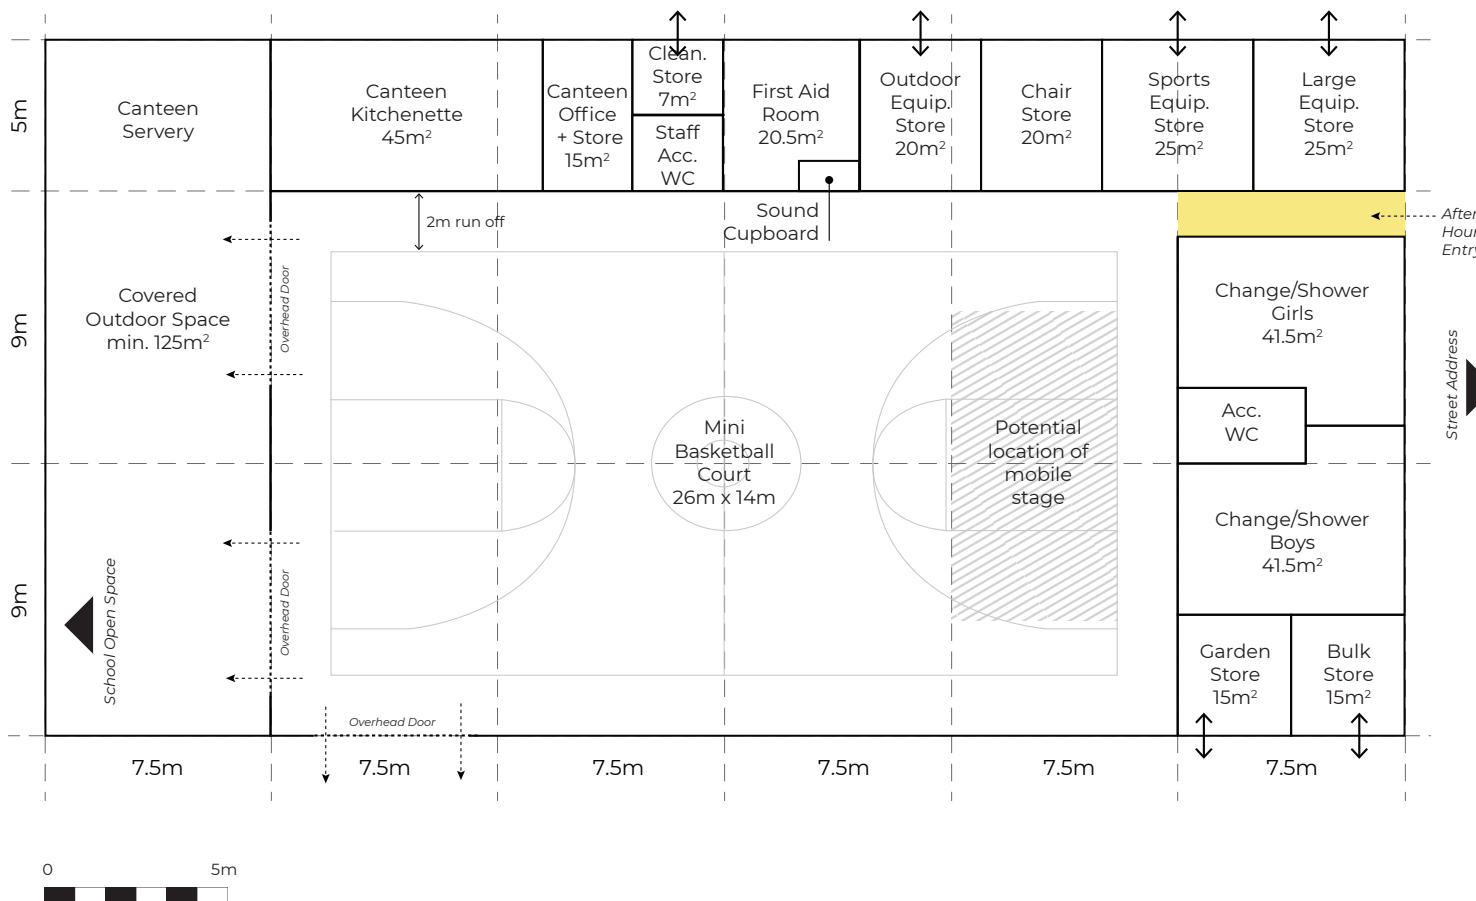 5m
Canteen
Servery
Canteen
Kitchenette
45m²
Canteen
Office
+ Store
15m²
Clean.
Store
7m²
Staff
Acc.
WC
First Aid
Room
20.5m²
Outdoor
Equip.
Store
20m²
Chair
Store
20m²
Sports
Equip.
Store
25m²
Large
Equip.
Store
25m²
2m run off
Sound
Cupboard
After
Hour
Entry
9m
Covered
Outdoor Space
min. 125m²
Overhead Door
Change/Shower
Girls
41.5m²
Street Address
Mini
Basketball
Court
26m x 14m
Potential
location of
mobile
stage
Acc.
WC
9m
School Open Space
Overhead Door
Change/Shower
Boys
41.5m²
Garden
Store
15m²
Bulk
Store
15m²
Overhead Door
7.5m
7.5m
7.5m
7.5m
7.5m
7.5m
0
5m